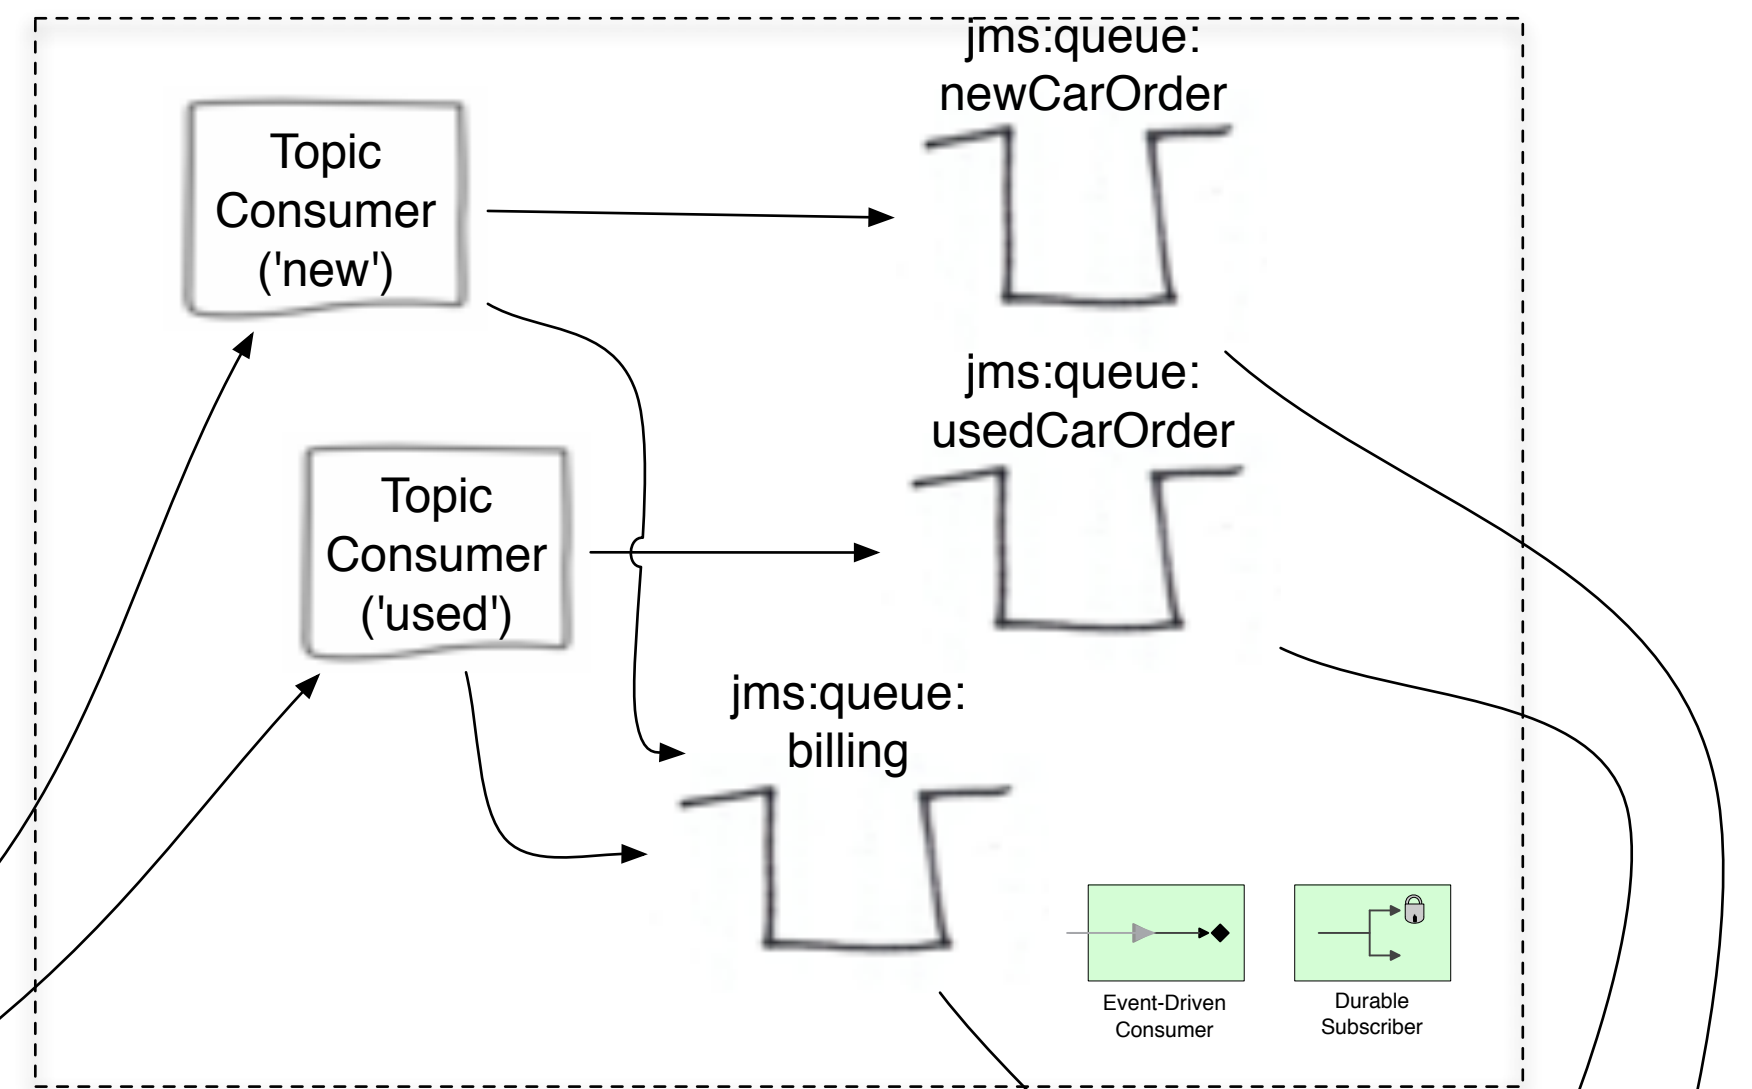 jms:queue:
newCarOrder
Topic
Consumer
('new')
jms:queue:
usedCarOrder
Topic
Consumer
('used')
jms:queue:
billing
Event-Driven
Consumer
Durable
Subscriber